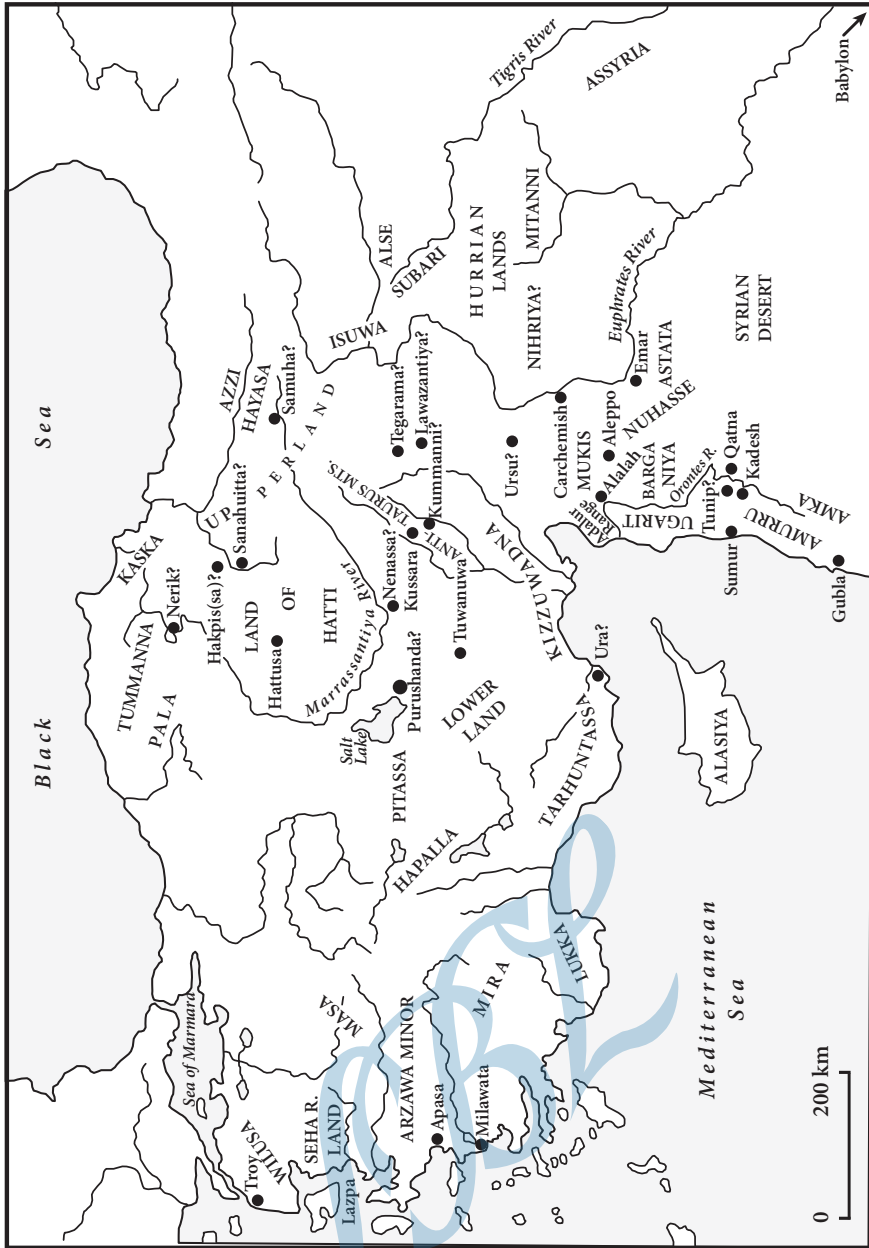 Black
Sea
Sea of Marmara
Troy
WILUSA
SEHA R.
LAND
Lazpa
MASA
ARZAWA MINOR
Apasa
Milawata
MIRA
LUKKA
HAPALLA
PITASSA
Salt
Lake
Purushanda?
LOWER
LAND
Tuwanuwa
TARHUNTASSA
Ura?
TUMMANNA
PALA
KASKA
Nerik?
Hakpis(sa)?
Sanahuitta?
LAND
OF
HATTI
Hattusa
Marrassantiya River
Nenassa?
Kussara
UPPER LAND
AZZI
HAYASA
Samuha?
ISUWA
ALSE
SUBARI
Tegarama?
Lawazantiya?
Kummanni?
ANTI-TAURUS MTS.
KIZZUWADNA
Ursu?
HURRIAN
LANDS
MITANNI
NIHRIYA?
Tigris River
ASSYRIA
Euphrates River
Carchemish
MUKIS
Aleppo
Alalah
Adalur
Range
Emar
ASTATA
NUHASSE
BARGA
NIYA
UGARIT
Orontes R.
Tunip?
Qatna
Kadesh
Sumur
AMURRU
AMKA
Gubla
SYRIAN
DESERT
Babylon
ALASIYA
Mediterranean
Sea
0 200 km
SBL